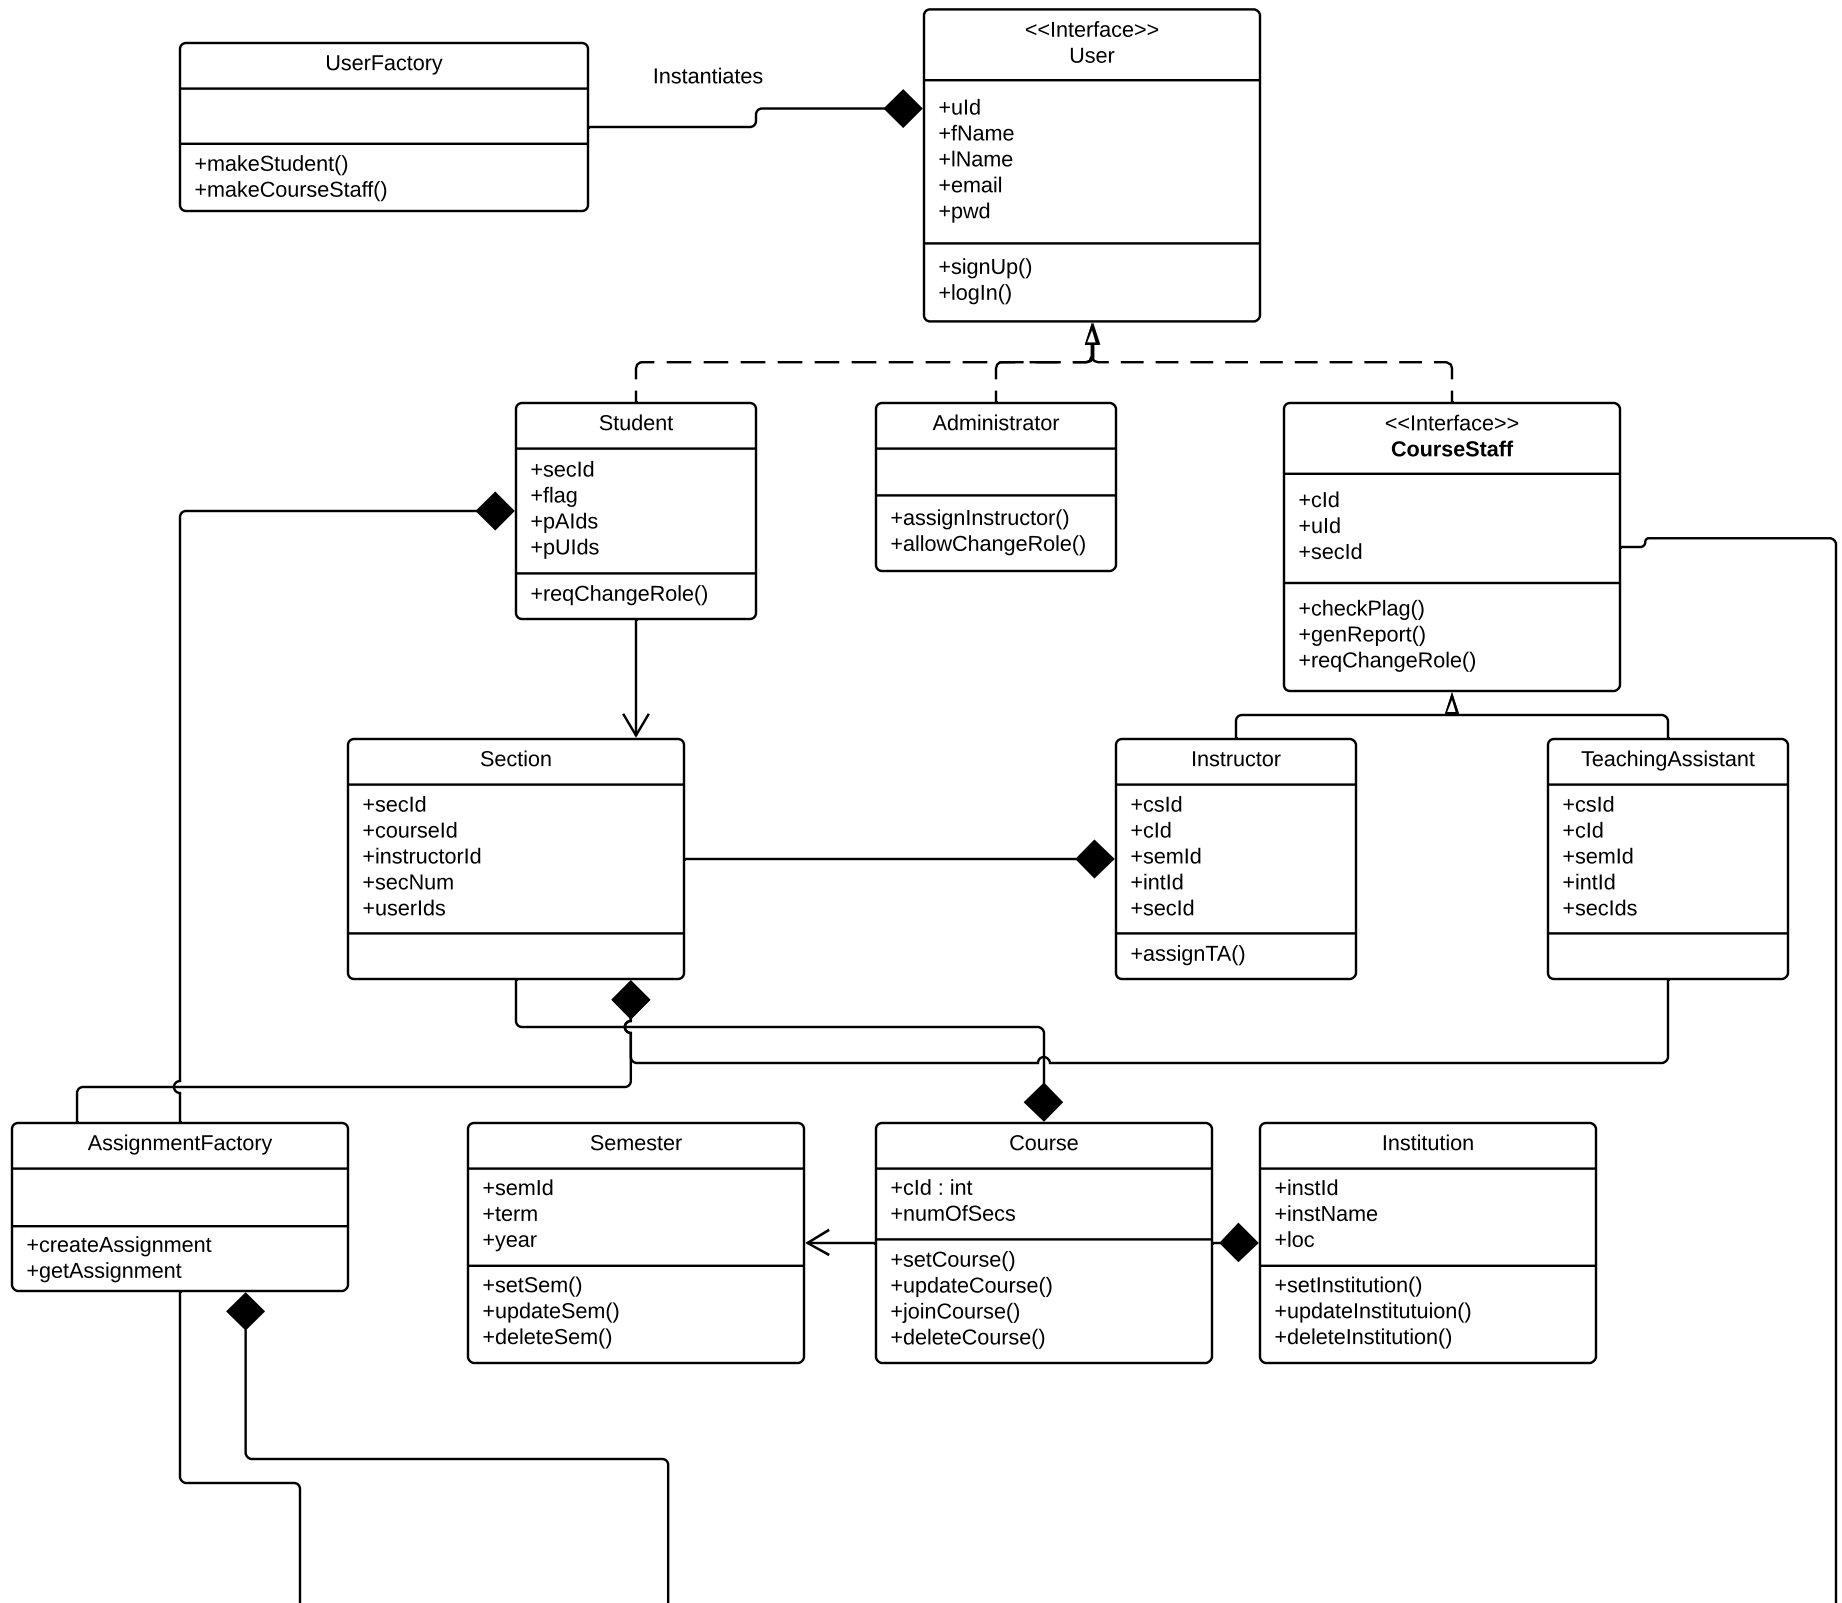 UserFactory
+makeStudent()
+makeCourseStaff()
Instantiates
<<Interface>>
User
+uId
+fName
+lName
+email
+pwd
+signUp()
+logIn()
Student
+secId
+flag
+pAIds
+pUIds
+reqChangeRole()
Administrator
+assignInstructor()
+allowChangeRole()
<<Interface>>
CourseStaff
+cId
+uId
+secId
+checkPlag()
+genReport()
+reqChangeRole()
Section
+secId
+courseId
+instructorId
+secNum
+userIds
Instructor
+csId
+cId
+semId
+intId
+secId
+assignTA()
TeachingAssistant
+csId
+cId
+semId
+intId
+secIds
AssignmentFactory
+createAssignment
+getAssignment
Semester
+semId
+term
+year
+setSem()
+updateSem()
+deleteSem()
Course
+cId : int
+numOfSecs
+setCourse()
+updateCourse()
+joinCourse()
+deleteCourse()
Institution
+instId
+instName
+loc
+setInstitution()
+updateInstitutuion()
+deleteInstitution()